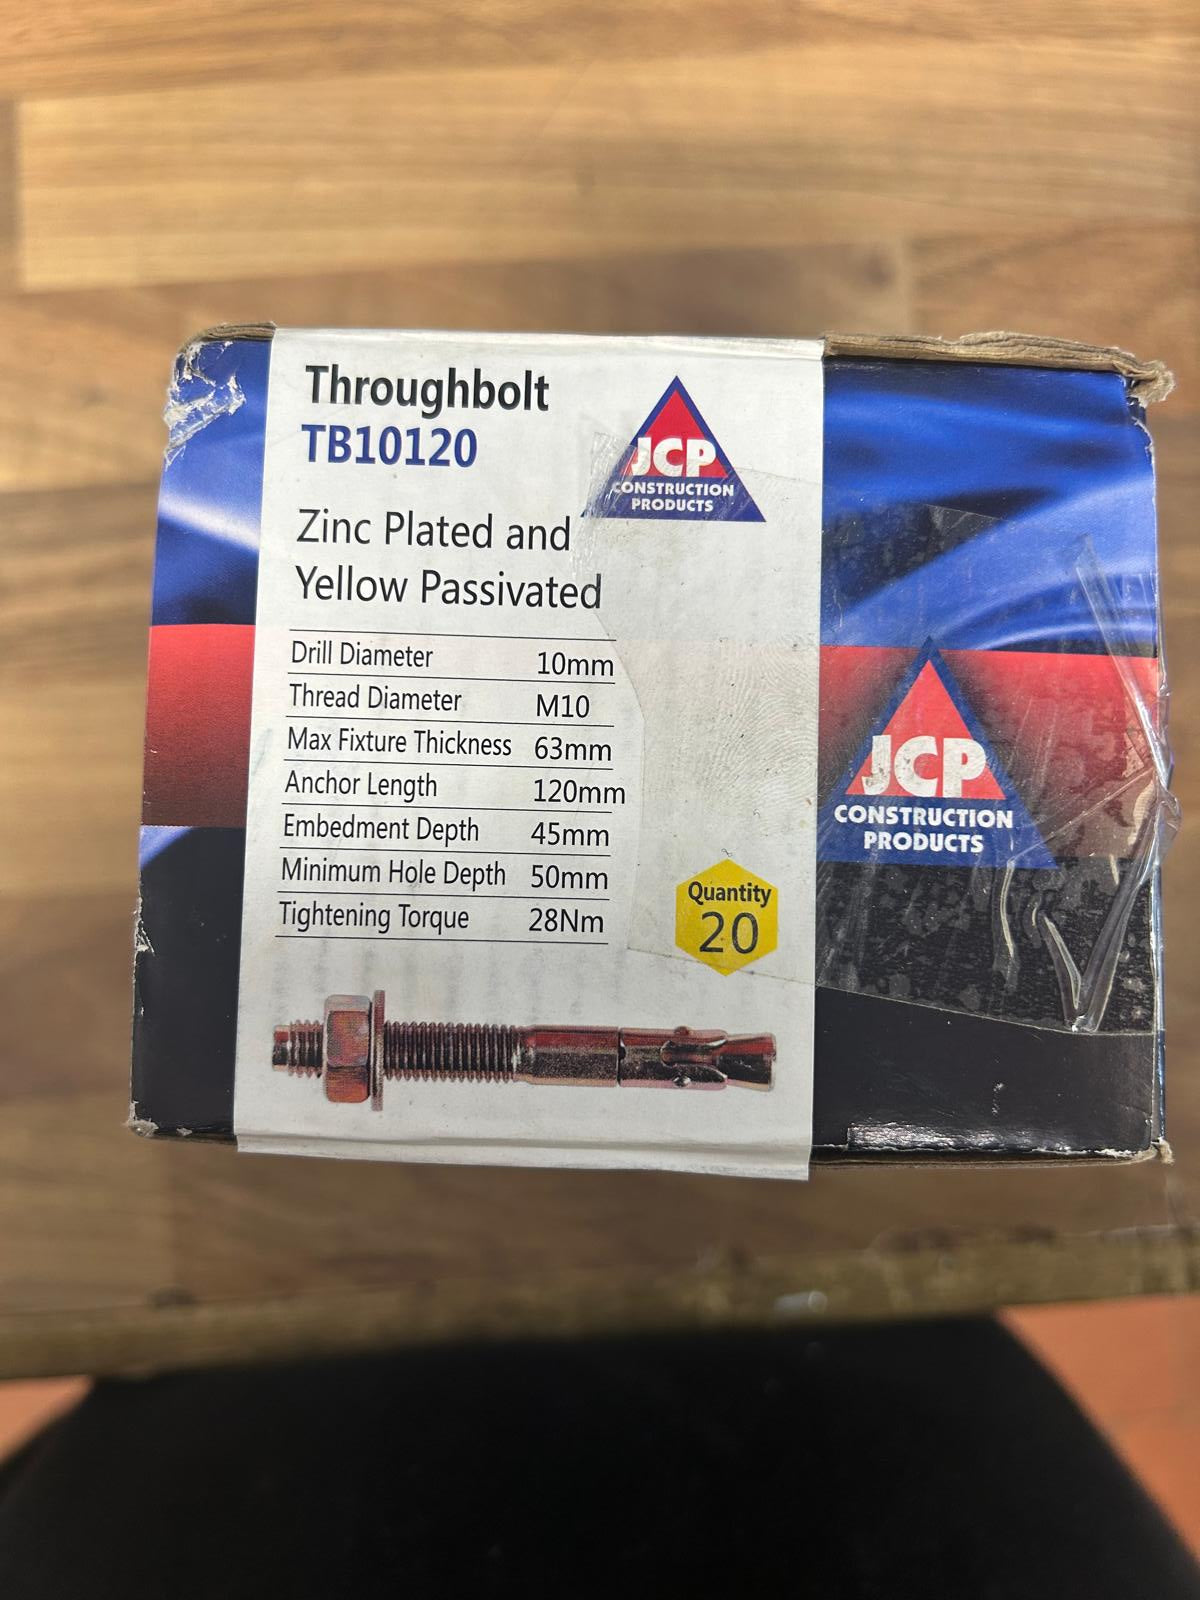 Throughbolt
TB10120
JCP
CONSTRUCTION
PRODUCTS
Zinc Plated and
Yellow Passivated
Drill Diameter 10mm
Thread Diameter M10
Max Fixture Thickness 63mm
Anchor Length 120mm
Embedment Depth 45mm
Minimum Hole Depth 50mm
Tightening Torque 28Nm
Quantity
20
JCP
CONSTRUCTION
PRODUCTS